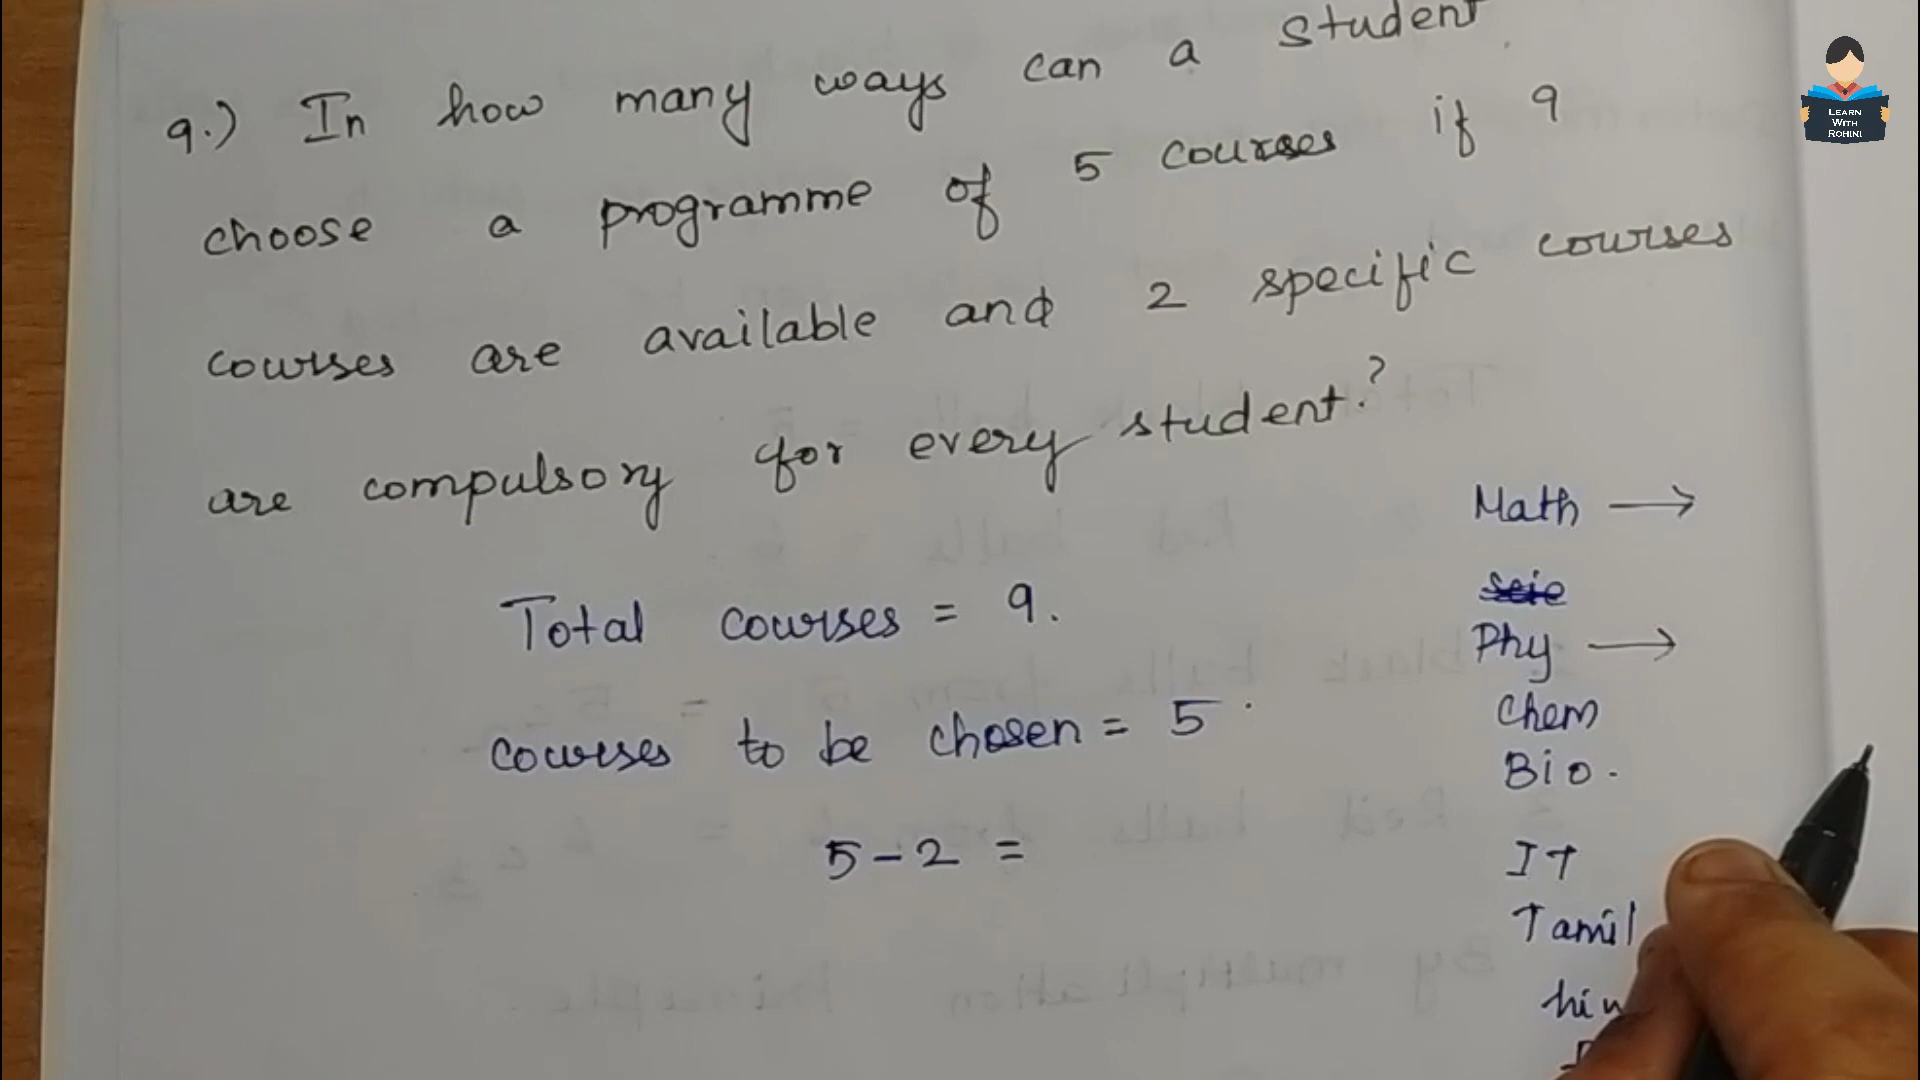 9.) In how many ways can a student
choose a programme of 5 courses if 9
courses are available and 2 specific courses
are compulsory for every student?
Total courses = 9.
courses to be chosen = 5.
5-2 =
Math →
Phy →
Chem
Bio.
IT
Tamil
hin
LEARN
WITH
ROHINI